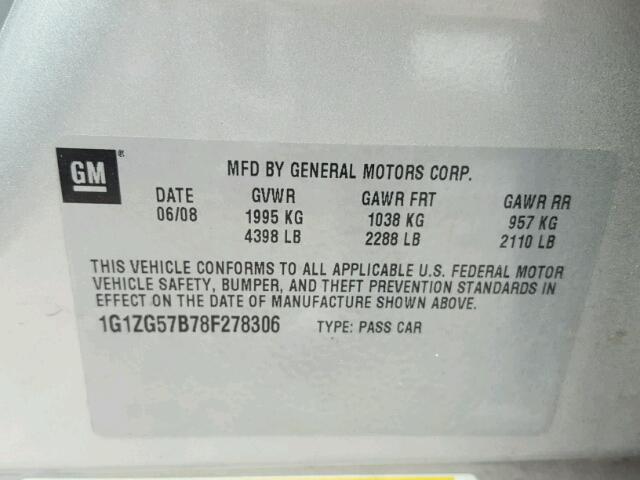 GM®
MFD BY GENERAL MOTORS CORP.
DATE GVWR GAWR FRT GAWR RR
06/08 1995 KG 1038 KG 957 KG
4398 LB 2288 LB 2110 LB
THIS VEHICLE CONFORMS TO ALL APPLICABLE U.S. FEDERAL MOTOR
VEHICLE SAFETY, BUMPER, AND THEFT PREVENTION STANDARDS IN
EFFECT ON THE DATE OF MANUFACTURE SHOWN ABOVE.
1G1ZG57B78F278306 TYPE: PASS CAR